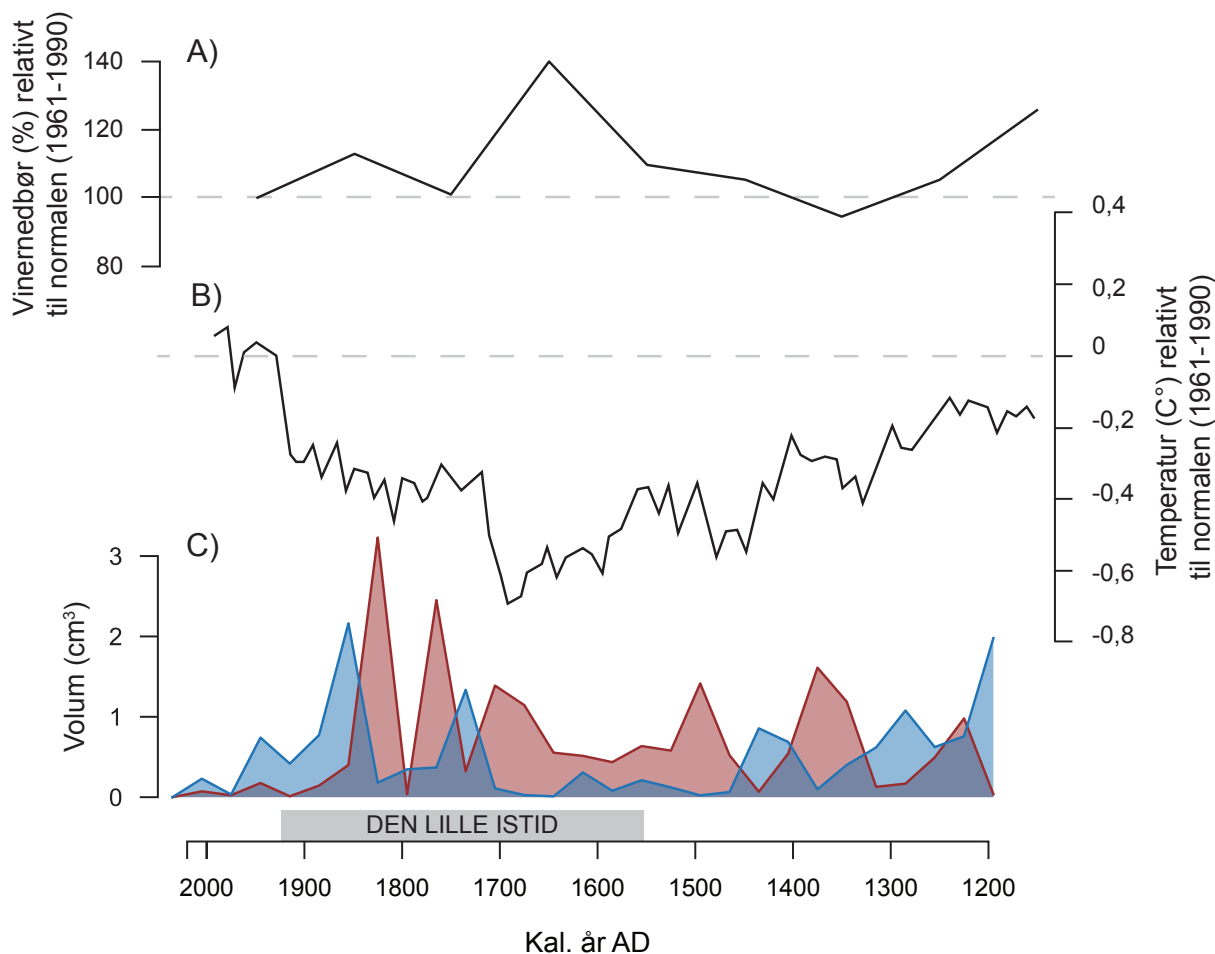 A)
Vinernedbør (%) relativt
til normalen (1961-1990)
140
120
100
80
B)
0,4
0,2
0
-0,2
-0,4
-0,6
-0,8
Temperatur (C°) relativt
til normalen (1961-1990)
C)
Volum (cm³)
3
2
1
0
DEN LILLE ISTID
2000 1900 1800 1700 1600 1500 1400 1300 1200
Kal. år AD